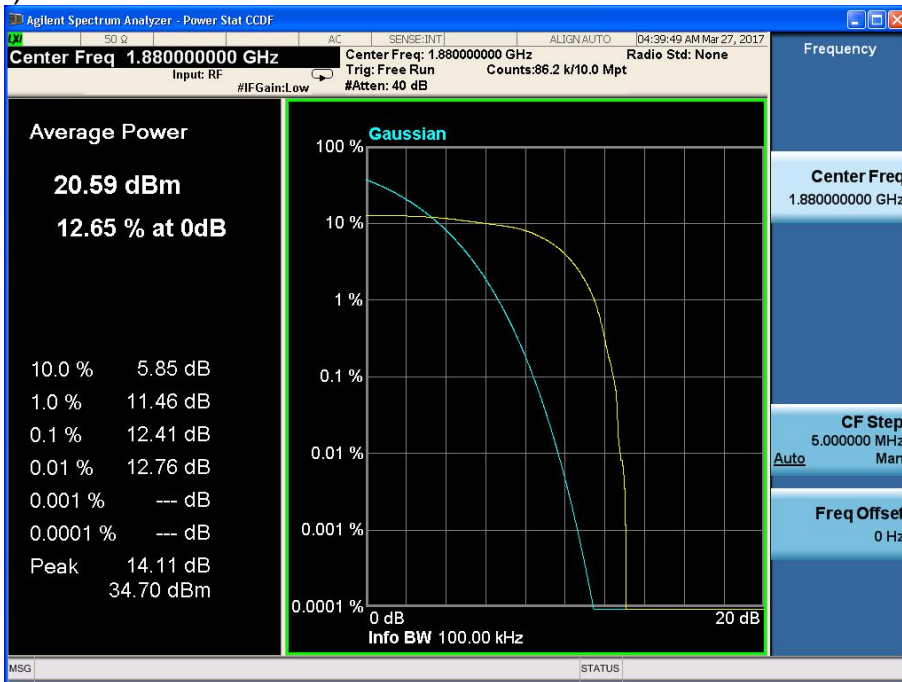 Agilent Spectrum Analyzer - Power Stat CCDF
LXI 50 Ω AC SENSE:INT ALIGN AUTO 04:39:49 AM Mar 27, 2017
Center Freq 1.880000000 GHz
Input: RF
#IFGain:Low
Center Freq: 1.880000000 GHz Radio Std: None
Trig: Free Run Counts:86.2 k/10.0 Mpt
#Atten: 40 dB
Average Power
20.59 dBm
12.65 % at 0dB
10.0 % 5.85 dB
1.0 % 11.46 dB
0.1 % 12.41 dB
0.01 % 12.76 dB
0.001 % --- dB
0.0001 % --- dB
Peak 14.11 dB
34.70 dBm
Gaussian
100 %
10 %
1 %
0.1 %
0.01 %
0.001 %
0.0001 %
0 dB 20 dB
Info BW 100.00 kHz
Frequency
Center Freq
1.880000000 GHz
CF Step
5.000000 MHz
Auto Man
Freq Offset
0 Hz
MSG STATUS